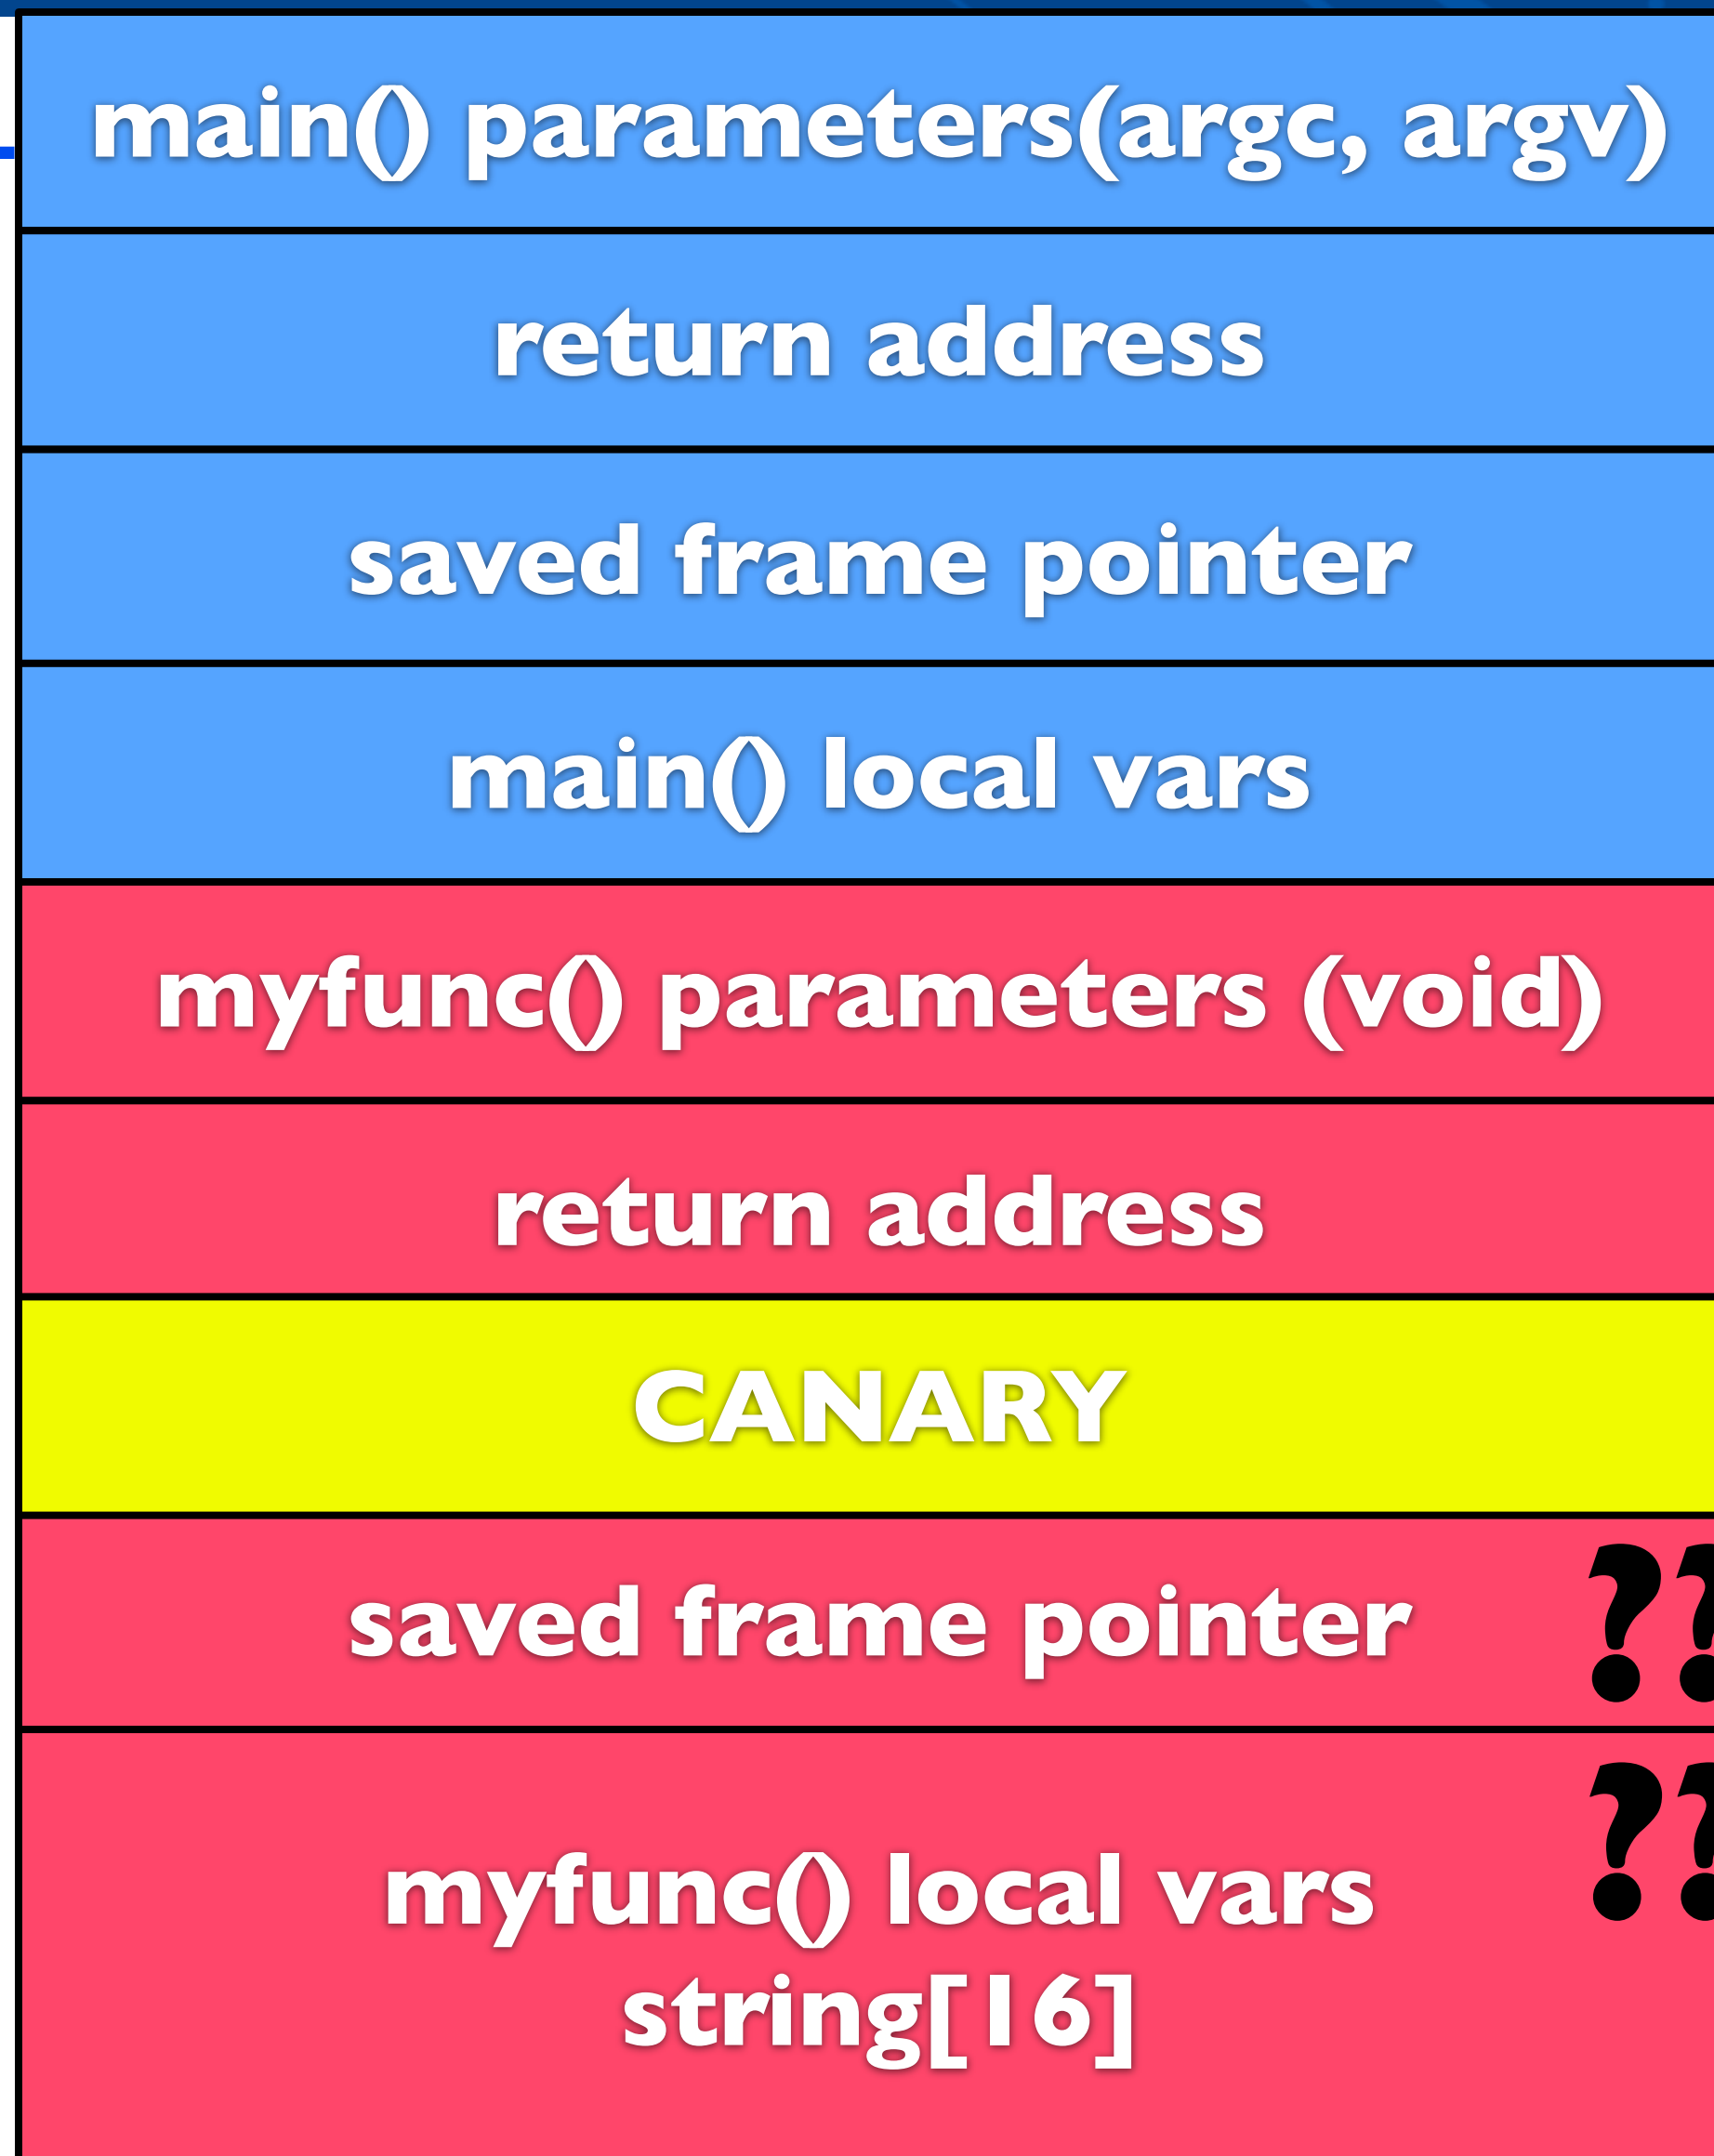 main() parameters(argc, argv)
return address
saved frame pointer
main() local vars
myfunc() parameters (void)
return address
CANARY
saved frame pointer ??
myfunc() local vars ??
string[16]